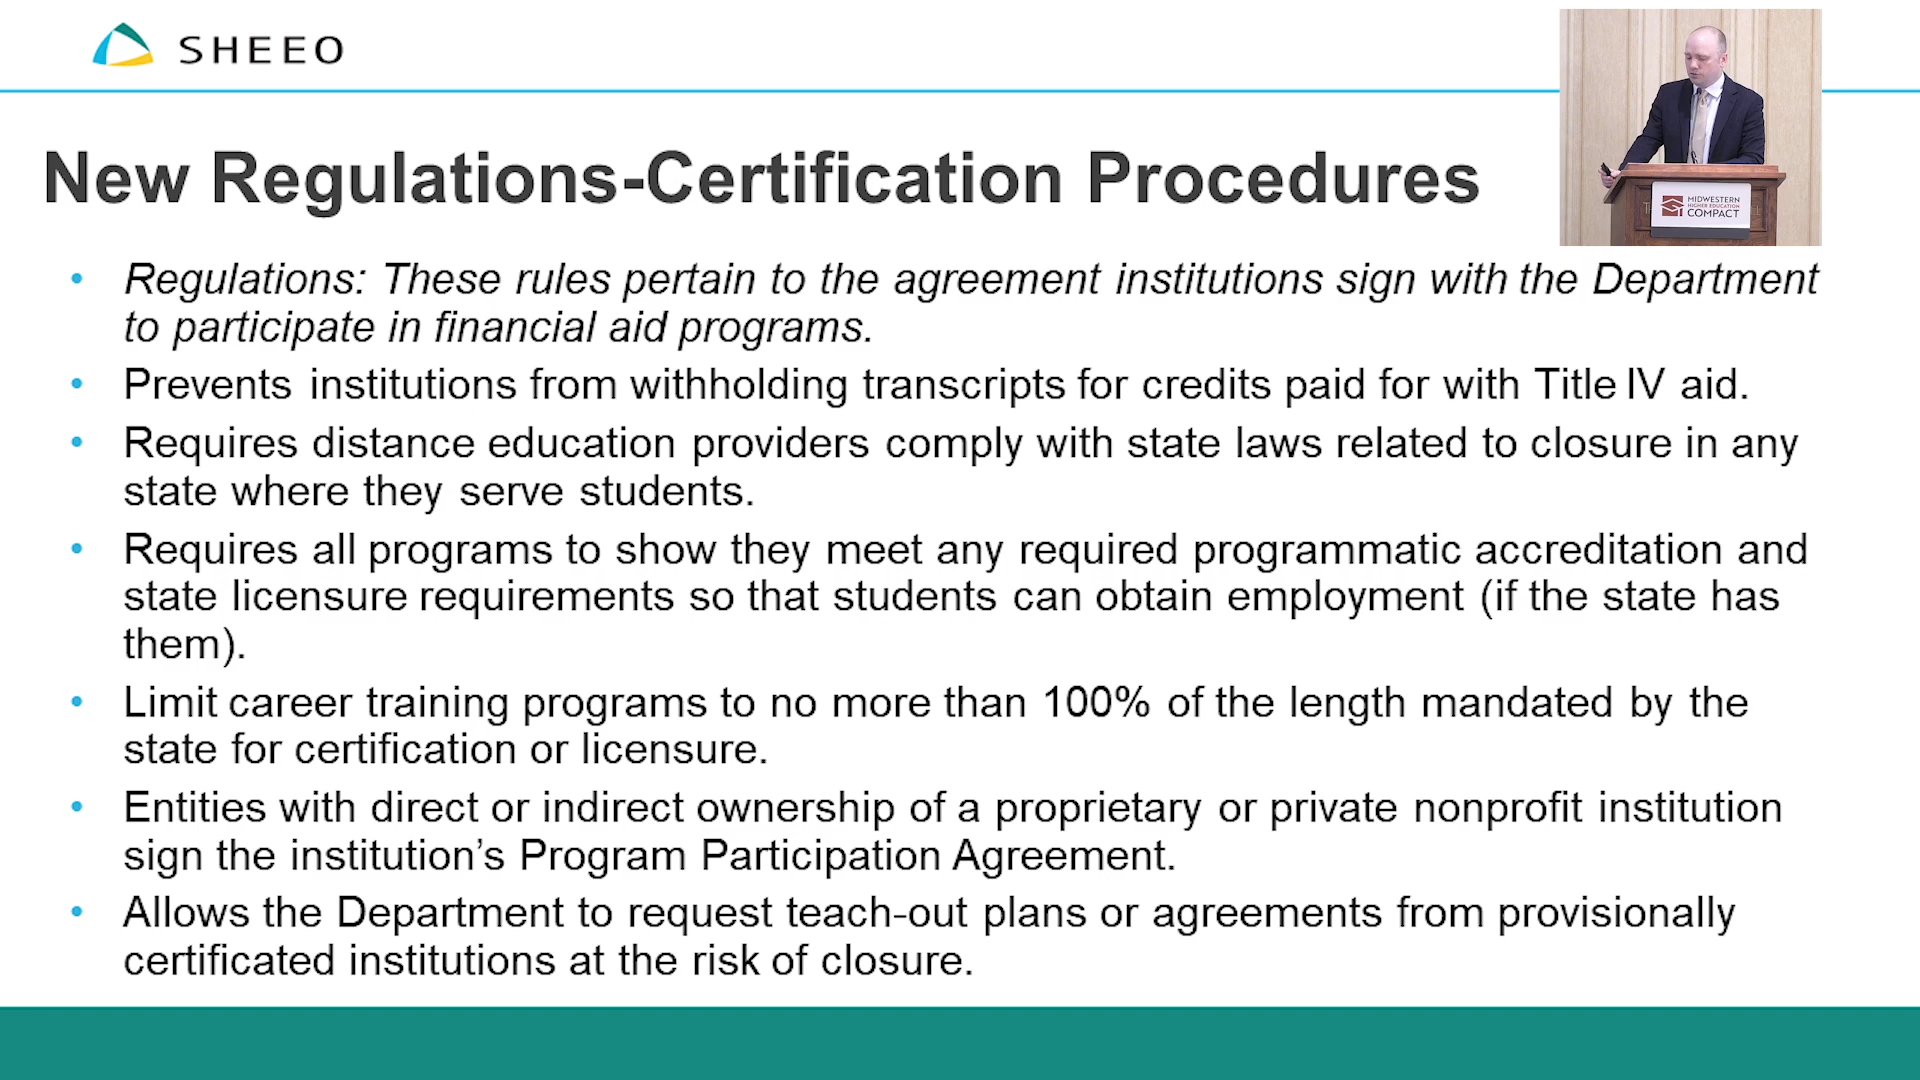 SHEEO
New Regulations-Certification Procedures
MIDWESTERN
HIGHER EDUCATION
COMPACT
• Regulations: These rules pertain to the agreement institutions sign with the Department
to participate in financial aid programs.
• Prevents institutions from withholding transcripts for credits paid for with Title IV aid.
• Requires distance education providers comply with state laws related to closure in any
state where they serve students.
• Requires all programs to show they meet any required programmatic accreditation and
state licensure requirements so that students can obtain employment (if the state has
them).
• Limit career training programs to no more than 100% of the length mandated by the
state for certification or licensure.
• Entities with direct or indirect ownership of a proprietary or private nonprofit institution
sign the institution’s Program Participation Agreement.
• Allows the Department to request teach-out plans or agreements from provisionally
certificated institutions at the risk of closure.